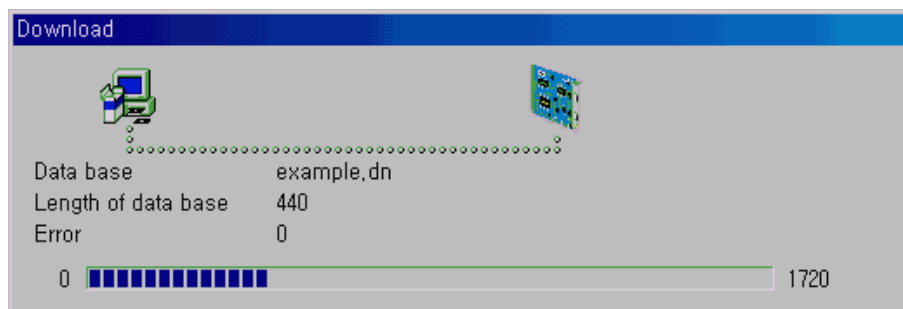 Download
Data base example,dn
Length of data base 440
Error 0
0 1720